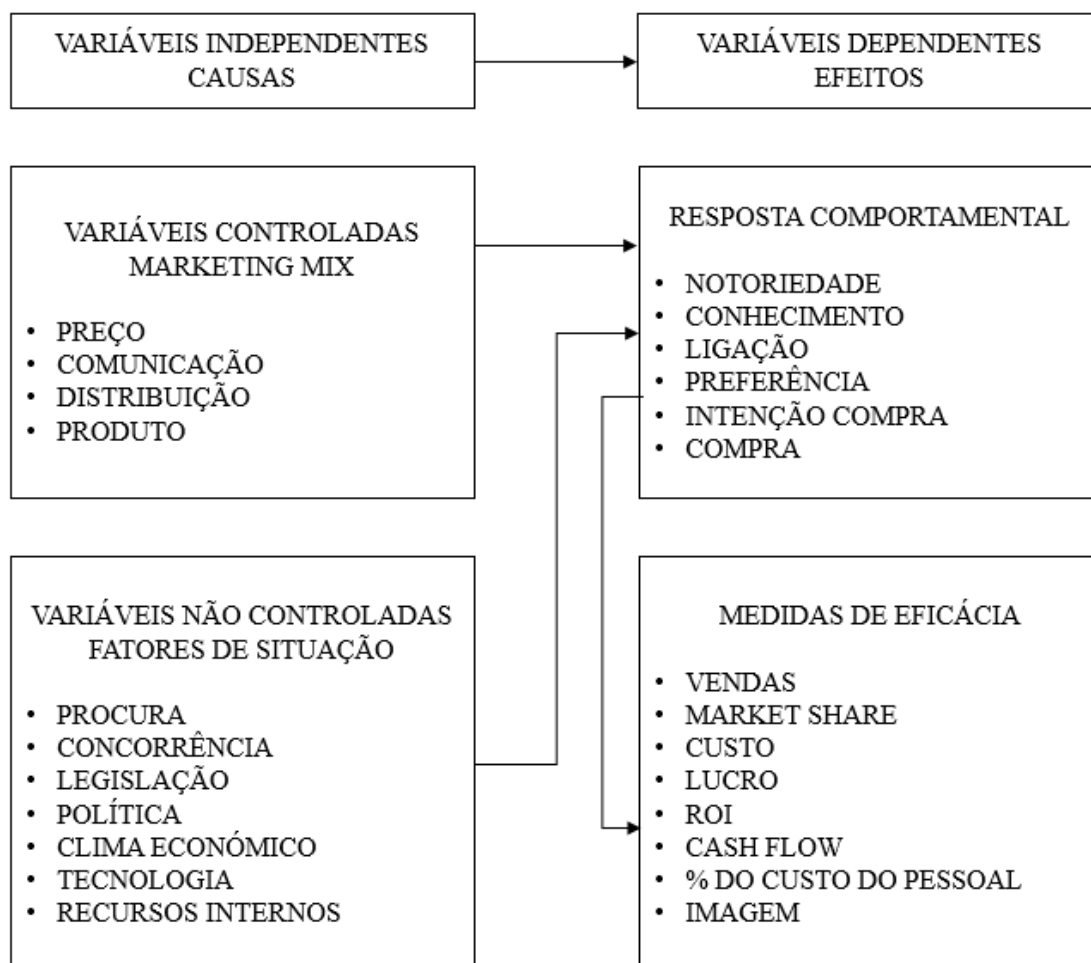 VARIÁVEIS INDEPENDENTES
CAUSAS
VARIÁVEIS DEPENDENTES
EFEITOS
VARIÁVEIS CONTROLADAS
MARKETING MIX
• PREÇO
• COMUNICAÇÃO
• DISTRIBUIÇÃO
• PRODUTO
RESPOSTA COMPORTAMENTAL
• NOTORIEDADE
• CONHECIMENTO
• LIGAÇÃO
• PREFERÊNCIA
• INTENÇÃO COMPRA
• COMPRA
VARIÁVEIS NÃO CONTROLADAS
FATORES DE SITUAÇÃO
• PROCURA
• CONCORRÊNCIA
• LEGISLAÇÃO
• POLÍTICA
• CLIMA ECONÓMICO
• TECNOLOGIA
• RECURSOS INTERNOS
MEDIDAS DE EFICÁCIA
• VENDAS
• MARKET SHARE
• CUSTO
• LUCRO
• ROI
• CASH FLOW
• % DO CUSTO DO PESSOAL
• IMAGEM